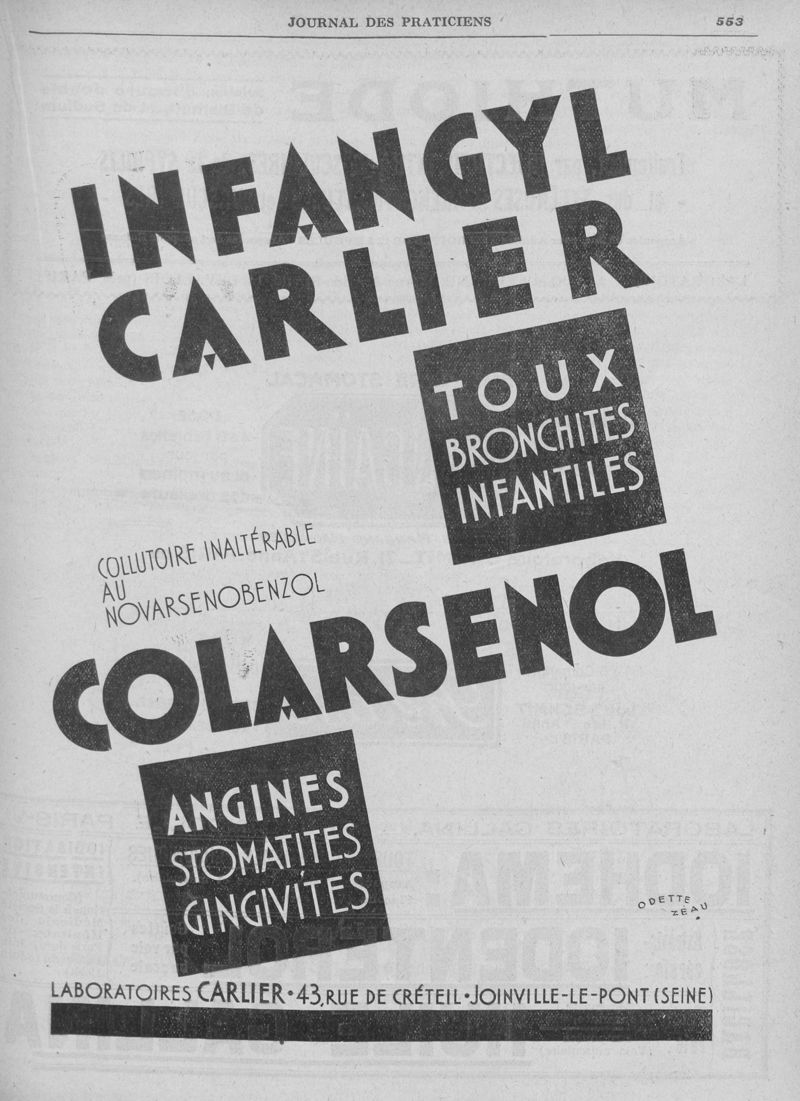 JOURNAL DES PRATICIENS
553
INFANGYL
CARLIER
TOUX
BRONCHITES
INFANTILES
COLLUTOIRE INALTÉRABLE
AU
NOVARSENOBENZOL
COLARSENOL
ANGINES
STOMATITES
GINGIVITES
ODETTE
ZÉAU
LABORATOIRES CARLIER • 43, RUE DE CRÉTEIL • JOINVILLE-LE-PONT (SEINE)